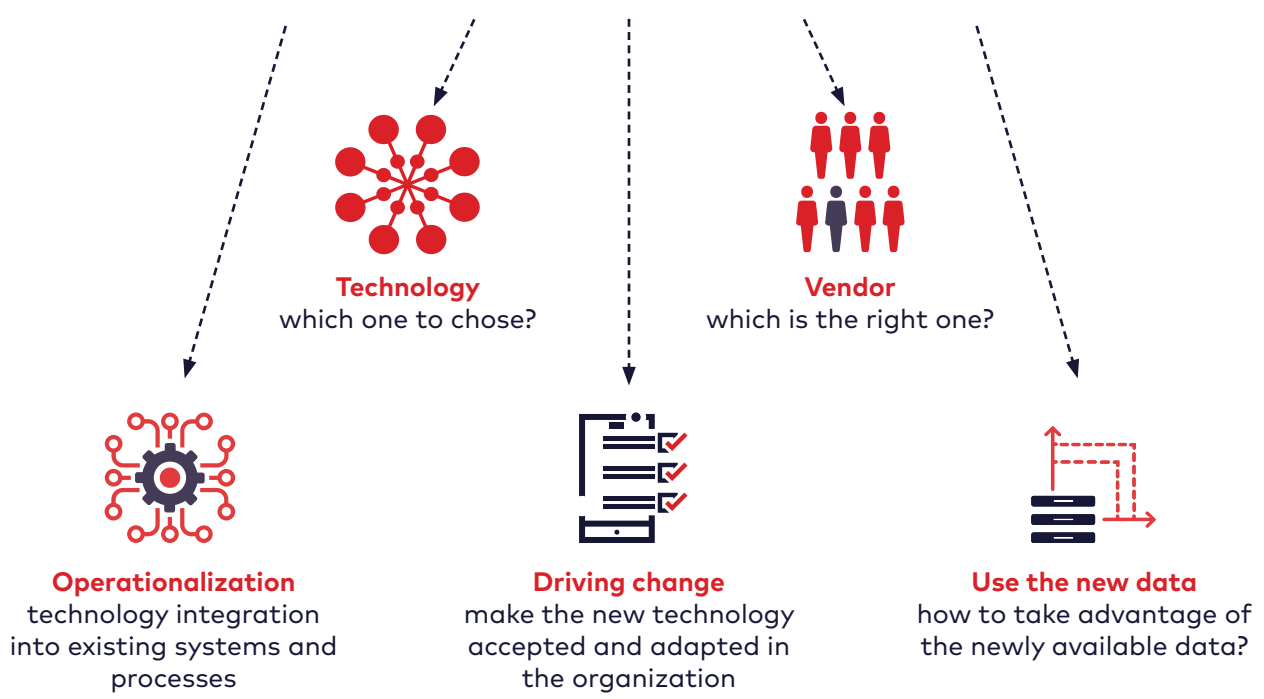 Technology
which one to chose?
Vendor
which is the right one?
Operationalization
technology integration
into existing systems and
processes
Driving change
make the new technology
accepted and adapted in
the organization
Use the new data
how to take advantage of
the newly available data?